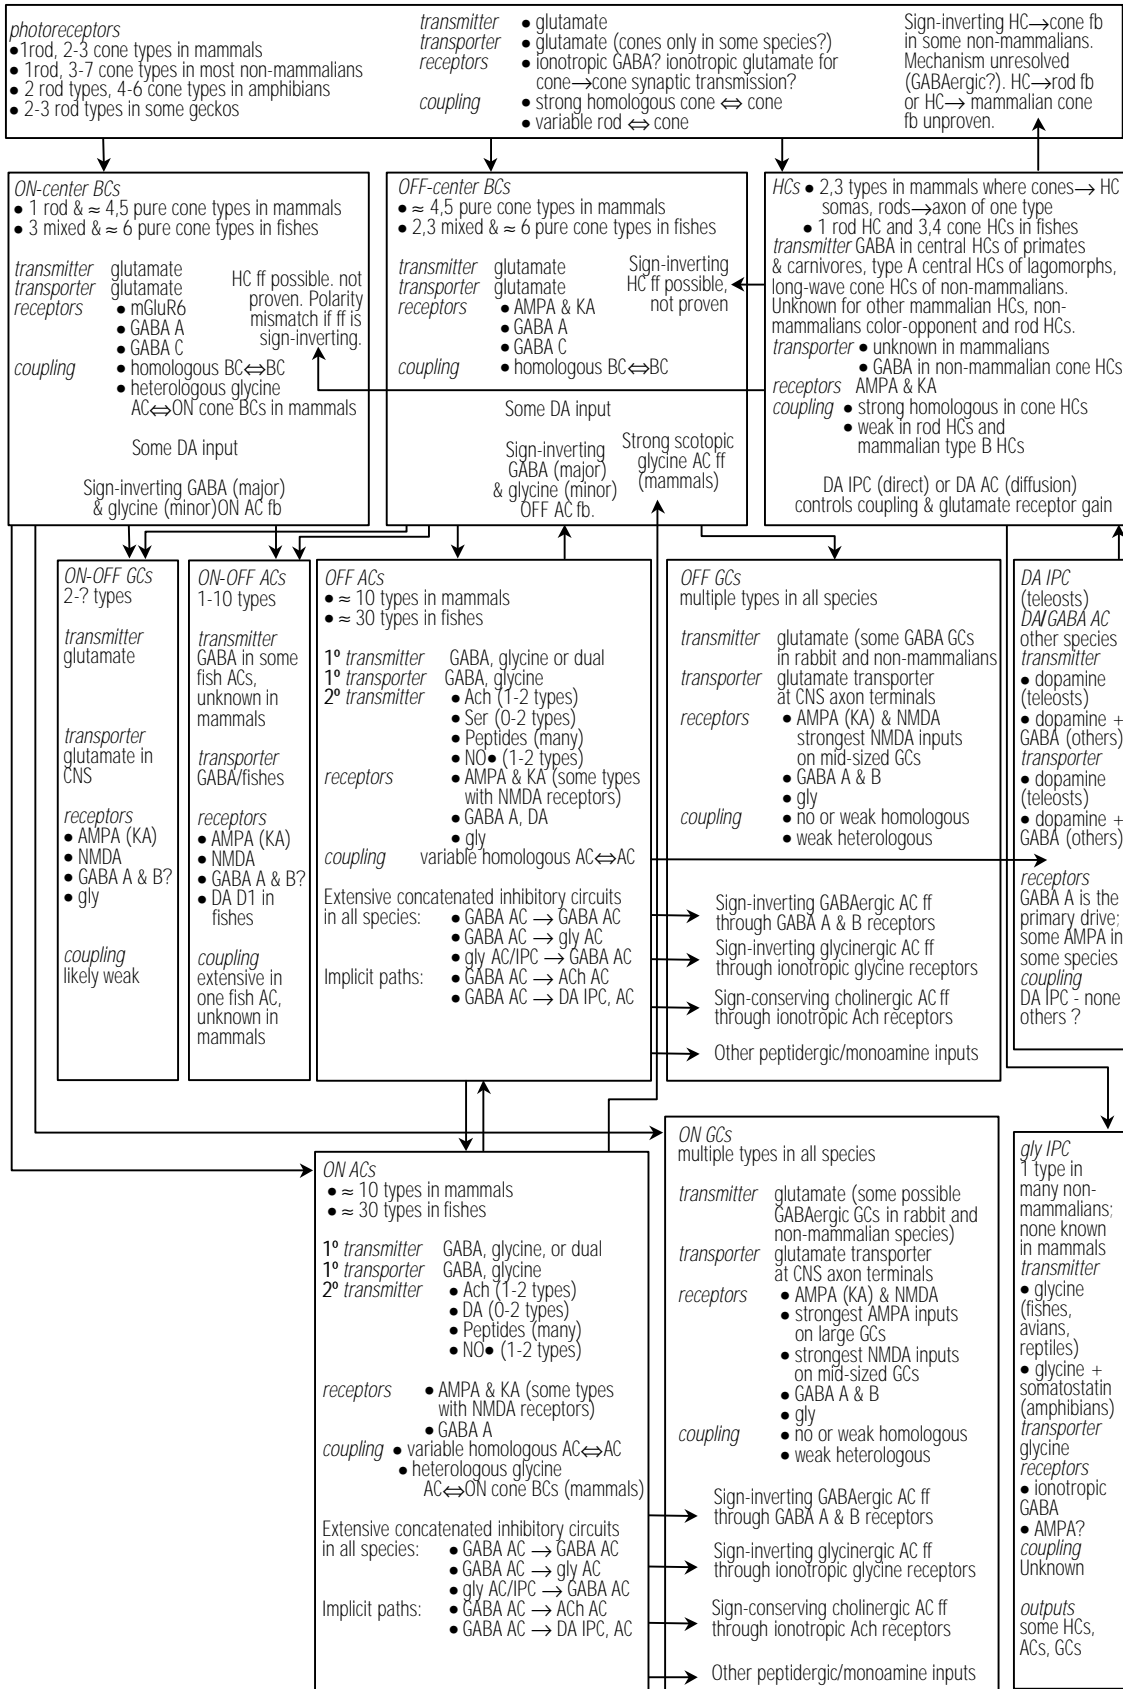 photoreceptors
●1rod, 2-3 cone types in mammals
● 1rod, 3-7 cone types in most non-mammalians
● 2 rod types, 4-6 cone types in amphibians
● 2-3 rod types in some geckos
transmitter ● glutamate
transporter ● glutamate (cones only in some species?)
receptors ● ionotropic GABA? ionotropic glutamate for
cone→cone synaptic transmission?
coupling ● strong homologous cone ⇔ cone
● variable rod ⇔ cone
Sign-inverting HC→cone fb
in some non-mammalians.
Mechanism unresolved
(GABAergic?). HC→rod fb
or HC→ mammalian cone
fb unproven.
ON-center BCs
● 1 rod & ≈ 4,5 pure cone types in mammals
● 3 mixed & ≈ 6 pure cone types in fishes
transmitter glutamate
transporter glutamate
receptors ● mGluR6
● GABA A
● GABA C
coupling ● homologous BC⇔BC
● heterologous glycine
AC⇔ON cone BCs in mammals
HC ff possible. not
proven. Polarity
mismatch if ff is
sign-inverting.
Some DA input
Sign-inverting GABA (major)
& glycine (minor)ON AC fb
OFF-center BCs
● ≈ 4,5 pure cone types in mammals
● 2,3 mixed & ≈ 6 pure cone types in fishes
transmitter glutamate
transporter glutamate
receptors ● AMPA & KA
● GABA A
● GABA C
coupling ● homologous BC⇔BC
Sign-inverting
HC ff possible,
not proven
Some DA input
Sign-inverting
GABA (major)
& glycine (minor)
OFF AC fb.
Strong scotopic
glycine AC ff
(mammals)
HCs ● 2,3 types in mammals where cones→ HC
somas, rods→axon of one type
● 1 rod HC and 3,4 cone HCs in fishes
transmitter GABA in central HCs of primates
& carnivores, type A central HCs of lagomorphs,
long-wave cone HCs of non-mammalians.
Unknown for other mammalian HCs, non-
mammalians color-opponent and rod HCs.
transporter ● unknown in mammalians
● GABA in non-mammalian cone HCs
receptors AMPA & KA
coupling ● strong homologous in cone HCs
● weak in rod HCs and
mammalian type B HCs
DA IPC (direct) or DA AC (diffusion)
controls coupling & glutamate receptor gain
ON-OFF GCs
2-? types
transmitter
glutamate
transporter
glutamate in
CNS
receptors
● AMPA (KA)
● NMDA
● GABA A & B?
● gly
coupling
likely weak
ON-OFF ACs
1-10 types
transmitter
GABA in some
fish ACs,
unknown in
mammals
transporter
GABA/fishes
receptors
● AMPA (KA)
● NMDA
● GABA A & B?
● DA D1 in
fishes
coupling
extensive in
one fish AC,
unknown in
mammals
OFF ACs
● ≈ 10 types in mammals
● ≈ 30 types in fishes
1º transmitter GABA, glycine or dual
1º transporter GABA, glycine
2º transmitter ● Ach (1-2 types)
● Ser (0-2 types)
● Peptides (many)
● NO● (1-2 types)
receptors ● AMPA & KA (some types
with NMDA receptors)
● GABA A, DA
● gly
coupling variable homologous AC⇔AC
Extensive concatenated inhibitory circuits
in all species: ● GABA AC → GABA AC
● GABA AC → gly AC
● gly AC/IPC → GABA AC
Implicit paths: ● GABA AC → ACh AC
● GABA AC → DA IPC, AC
OFF GCs
multiple types in all species
transmitter glutamate (some GABA GCs
in rabbit and non-mammalians
transporter glutamate transporter
at CNS axon terminals
receptors ● AMPA (KA) & NMDA
strongest NMDA inputs
on mid-sized GCs
● GABA A & B
● gly
coupling ● no or weak homologous
● weak heterologous
Sign-inverting GABAergic AC ff
through GABA A & B receptors
Sign-inverting glycinergic AC ff
through ionotropic glycine receptors
Sign-conserving cholinergic AC ff
through ionotropic Ach receptors
Other peptidergic/monoamine inputs
DA IPC
(teleosts)
DA/GABA AC
other species
transmitter
● dopamine
(teleosts)
● dopamine +
GABA (others)
transporter
● dopamine
(teleosts)
● dopamine +
GABA (others)
receptors
GABA A is the
primary drive;
some AMPA in
some species
coupling
DA IPC - none
others ?
ON ACs
● ≈ 10 types in mammals
● ≈ 30 types in fishes
1º transmitter GABA, glycine, or dual
1º transporter GABA, glycine
2º transmitter ● Ach (1-2 types)
● DA (0-2 types)
● Peptides (many)
● NO● (1-2 types)
receptors ● AMPA & KA (some types
with NMDA receptors)
● GABA A
coupling ● variable homologous AC⇔AC
● heterologous glycine
AC⇔ON cone BCs (mammals)
Extensive concatenated inhibitory circuits
in all species: ● GABA AC → GABA AC
● GABA AC → gly AC
● gly AC/IPC → GABA AC
Implicit paths: ● GABA AC → ACh AC
● GABA AC → DA IPC, AC
ON GCs
multiple types in all species
transmitter glutamate (some possible
GABAergic GCs in rabbit and
non-mammalian species)
transporter glutamate transporter
at CNS axon terminals
receptors ● AMPA (KA) & NMDA
● strongest AMPA inputs
on large GCs
● strongest NMDA inputs
on mid-sized GCs
● GABA A & B
● gly
coupling ● no or weak homologous
● weak heterologous
Sign-inverting GABAergic AC ff
through GABA A & B receptors
Sign-inverting glycinergic AC ff
through ionotropic glycine receptors
Sign-conserving cholinergic AC ff
through ionotropic Ach receptors
Other peptidergic/monoamine inputs
gly IPC
1 type in
many non-
mammalians;
none known
in mammals
transmitter
● glycine
(fishes,
avians,
reptiles)
● glycine +
somatostatin
(amphibians)
transporter
glycine
receptors
● ionotropic
GABA
● AMPA?
coupling
Unknown
outputs
some HCs,
ACs, GCs